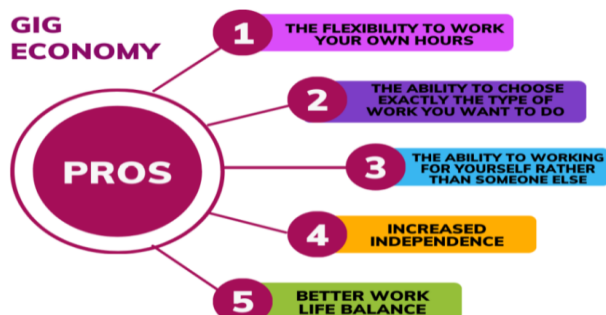 GIG
ECONOMY
1
THE FLEXIBILITY TO WORK
YOUR OWN HOURS
2
THE ABILITY TO CHOOSE
EXACTLY THE TYPE OF
WORK YOU WANT TO DO
PROS
3
THE ABILITY TO WORKING
FOR YOURSELF RATHER
THAN SOMEONE ELSE
4
INCREASED
INDEPENDENCE
5
BETTER WORK
LIFE BALANCE